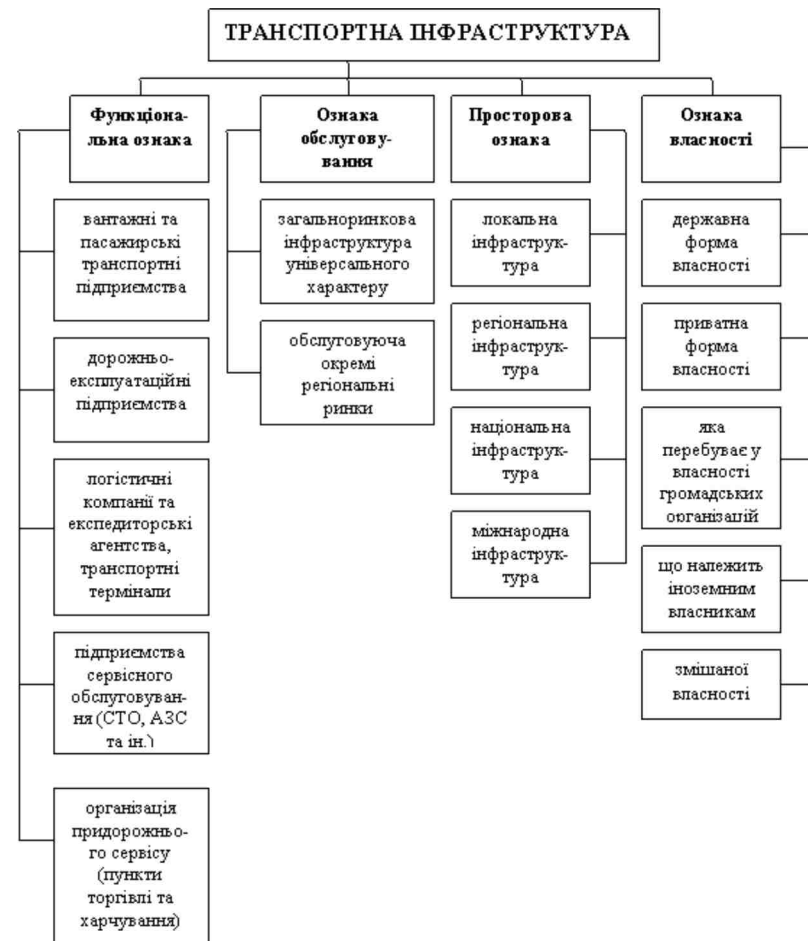 ТРАНСПОРТНА ІНФРАСТРУКТУРА
Функціона-
льна ознака
вантажні та
пасажирські
транспортні
підприємства
дорожньо-
експлуатаційні
підприємства
логістичні
компанії та
експедиторські
агентства,
транспортні
термінали
підприємства
сервісного
обслуговуван-
ня (СТО, АЗС
та ін.)
організація
придорожньо-
го сервісу
(пункти
торгівлі та
харчування)
Ознака
обслугову-
вання
загальноринкова
інфраструктура
універсального
характеру
обслуговуюча
окремі
регіональні
ринки
Просторова
ознака
локальна
інфраструк-
тура
регіональна
інфраструк-
тура
національна
інфраструк-
тура
міжнародна
інфраструк-
тура
Ознака
власності
державна
форма
власності
приватна
форма
власності
яка
перебуває у
власності
громадських
організацій
що належить
іноземним
власникам
змішаної
власності